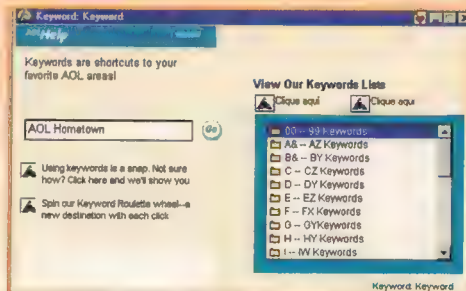 Keyword: Keyword
AOL Help
Keywords are shortcuts to your
favorite AOL areas!
AOL Hometown
Go
Using keywords is a snap. Not sure
how? Click here and we'll show you
Spin our Keyword Roulette wheel--a
new destination with each click
View Our Keywords Lists
Clique aqui
Clique aqui
00 -- 99 Keywords
A& -- AZ Keywords
B& -- BY Keywords
C -- CZ Keywords
D -- DY Keywords
E -- EZ Keywords
F -- FX Keywords
G -- GYKeywords
H -- HY Keywords
I -- IW Keywords
Keyword: Keyword